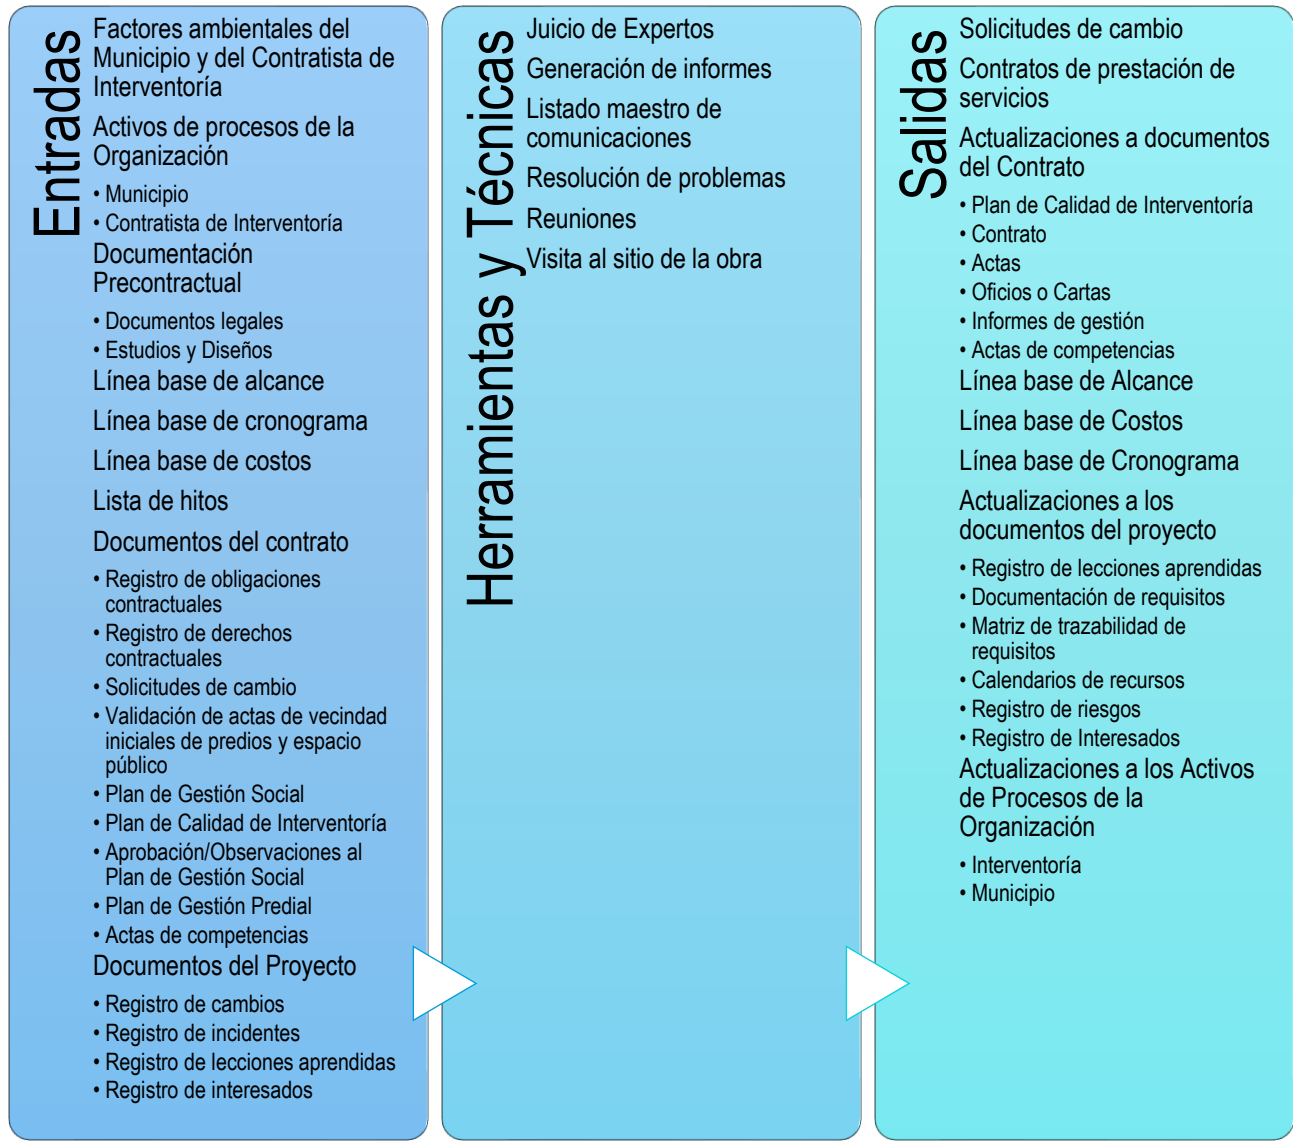 Entradas
Factores ambientales del
Municipio y del Contratista de
Interventoría
Activos de procesos de la
Organización
• Municipio
• Contratista de Interventoría
Documentación
Precontractual
• Documentos legales
• Estudios y Diseños
Línea base de alcance
Línea base de cronograma
Línea base de costos
Lista de hitos
Documentos del contrato
• Registro de obligaciones
contractuales
• Registro de derechos
contractuales
• Solicitudes de cambio
• Validación de actas de vecindad
iniciales de predios y espacio
público
• Plan de Gestión Social
• Plan de Calidad de Interventoría
• Aprobación/Observaciones al
Plan de Gestión Social
• Plan de Gestión Predial
• Actas de competencias
Documentos del Proyecto
• Registro de cambios
• Registro de incidentes
• Registro de lecciones aprendidas
• Registro de interesados
Herramientas y Técnicas
Juicio de Expertos
Generación de informes
Listado maestro de
comunicaciones
Resolución de problemas
Reuniones
Visita al sitio de la obra
Salidas
Solicitudes de cambio
Contratos de prestación de
servicios
Actualizaciones a documentos
del Contrato
• Plan de Calidad de Interventoría
• Contrato
• Actas
• Oficios o Cartas
• Informes de gestión
• Actas de competencias
Línea base de Alcance
Línea base de Costos
Línea base de Cronograma
Actualizaciones a los
documentos del proyecto
• Registro de lecciones aprendidas
• Documentación de requisitos
• Matriz de trazabilidad de
requisitos
• Calendarios de recursos
• Registro de riesgos
• Registro de Interesados
Actualizaciones a los Activos
de Procesos de la
Organización
• Interventoría
• Municipio